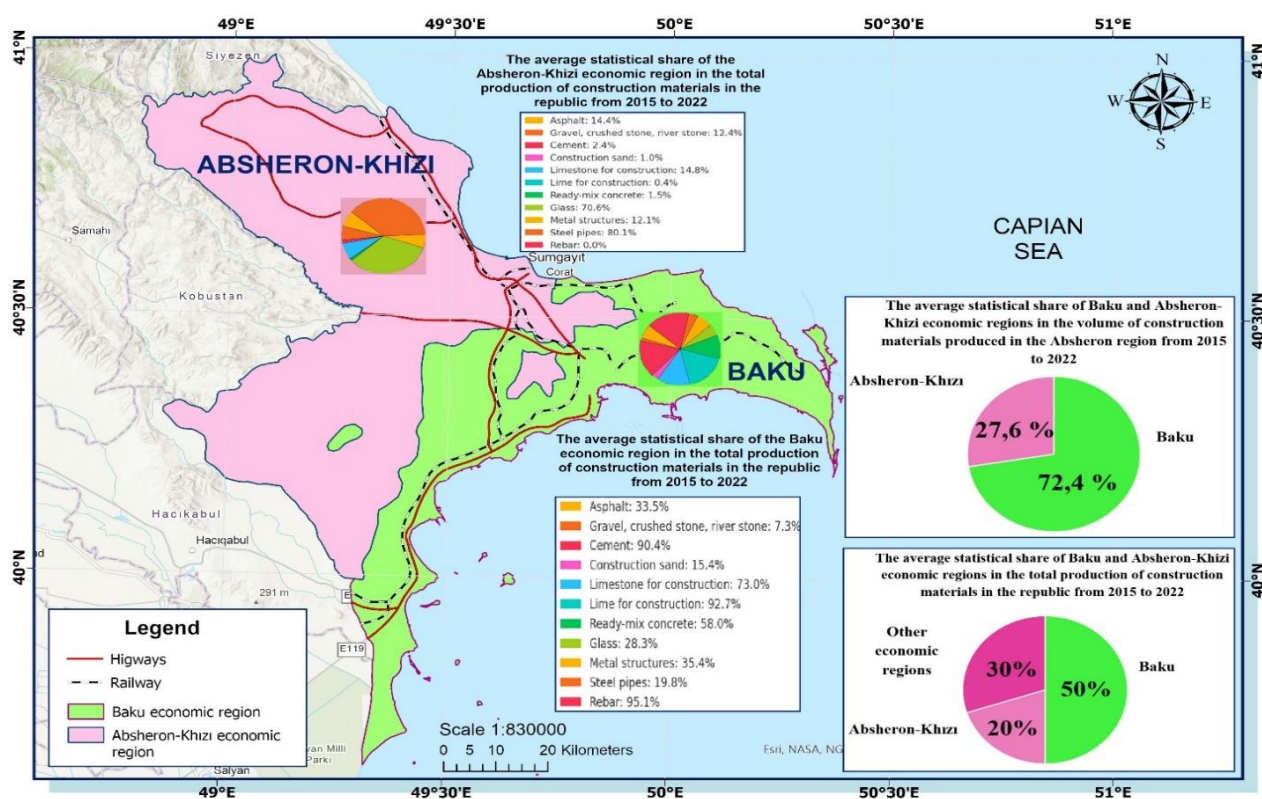 49°E
49°30'E
50°E
50°30'E
51°E
41°N
41°N
Siyezen
The average statistical share of the
Absheron-Khizi economic region in the total
production of construction materials in the
republic from 2015 to 2022
Asphalt: 14.4%
Gravel, crushed stone, river stone: 12.4%
Cement: 2.4%
Construction sand: 1.0%
Limestone for construction: 14.8%
Lime for construction: 0.4%
Ready-mix concrete: 1.5%
Glass: 70.6%
Metal structures: 12.1%
Steel pipes: 80.1%
Rebar: 0.0%
N
W
E
S
ABSHERON-KHIZI
CAPIAN
SEA
Samahı
Sumgayıt
Corat
Kobustan
40°30'N
40°30'N
BAKU
The average statistical share of Baku and Absheron-
Khizi economic regions in the volume of construction
materials produced in the Absheron region from 2015
to 2022
Absheron-Khızı
27,6 %
Baku
72,4 %
The average statistical share of the Baku
economic region in the total production
of construction materials in the republic
from 2015 to 2022
Asphalt: 33.5%
Gravel, crushed stone, river stone: 7.3%
Cement: 90.4%
Construction sand: 15.4%
Limestone for construction: 73.0%
Lime for construction: 92.7%
Ready-mix concrete: 58.0%
Glass: 28.3%
Metal structures: 35.4%
Steel pipes: 19.8%
Rebar: 95.1%
Hacıkabul
Hacıqabul
40°N
40°N
291 m
E119
The average statistical share of Baku and Absheron-Khizi
economic regions in the total production of construction
materials in the republic from 2015 to 2022
Other
economic
regions
30%
Baku
50%
Absheron-Khızı
20%
Legend
Higways
Railway
Baku economic region
Absheron-Khızı economic
region
van Milli
Parkı
Salyan
Scale 1:830000
0 5 10 20 Kilometers
Esri, NASA, NG
49°E
49°30'E
50°E
50°30'E
51°E